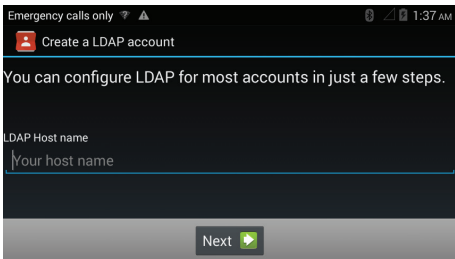 Emergency calls only 1:37 AM
Create a LDAP account
You can configure LDAP for most accounts in just a few steps.
LDAP Host name
Your host name
Next